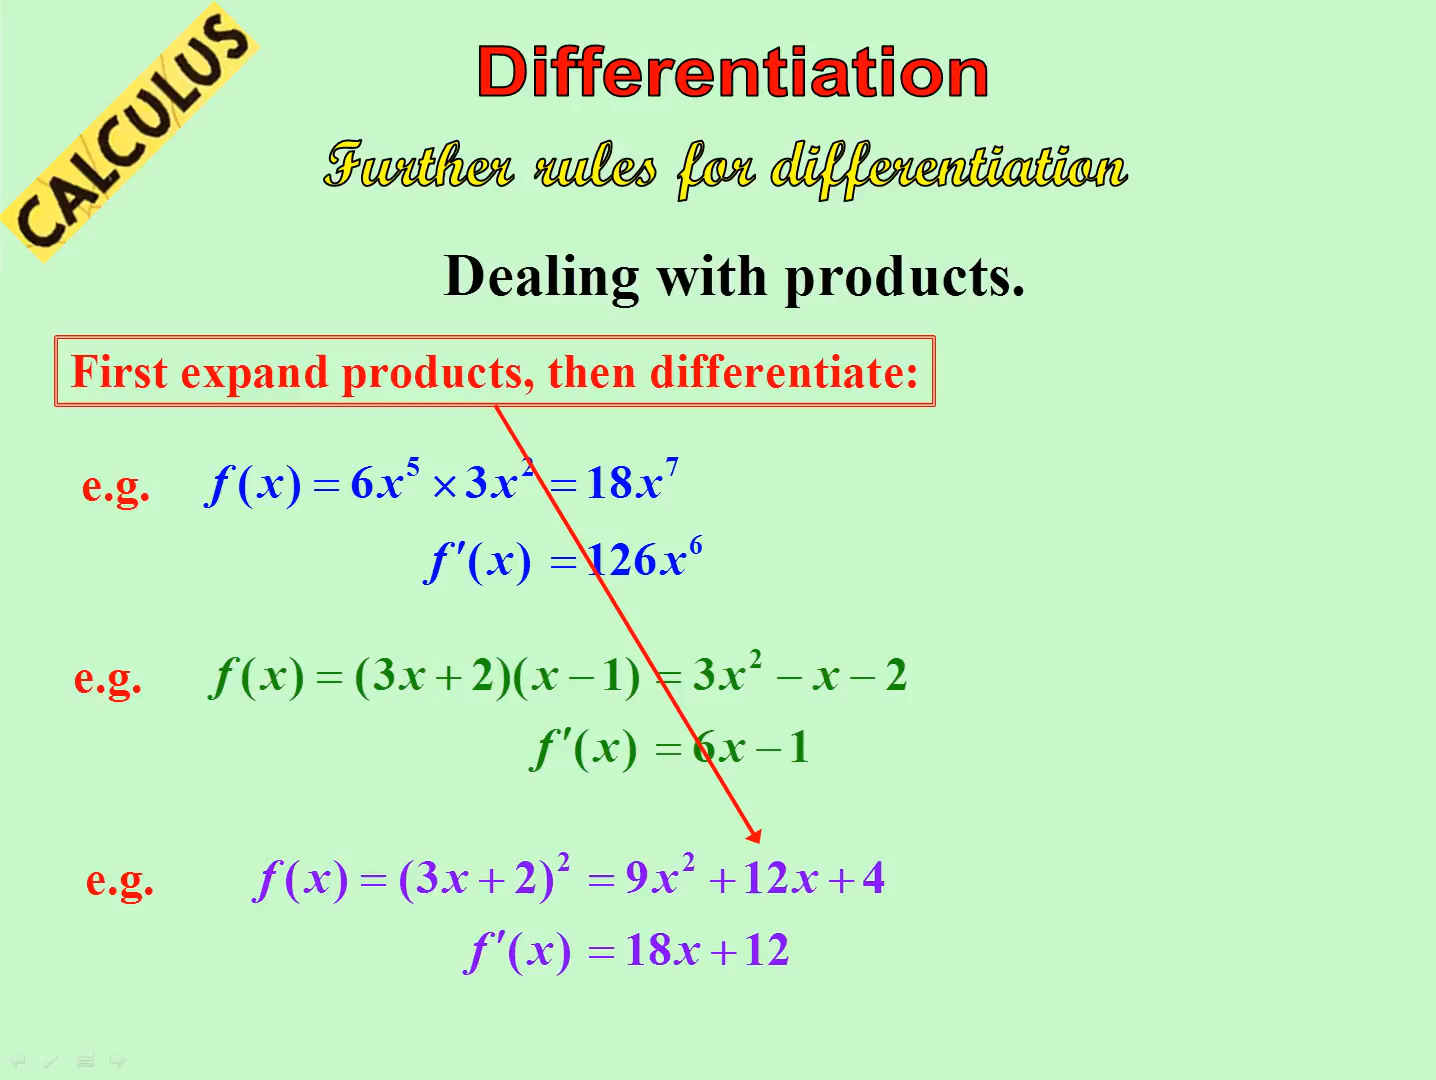 CALCULUS
Differentiation
Further rules for differentiation
Dealing with products.
First expand products, then differentiate:
e.g. f(x) = 6x⁵ × 3x² = 18x⁷
f′(x) = 126x⁶
e.g. f(x) = (3x + 2)(x − 1) = 3x² − x − 2
f′(x) = 6x − 1
e.g. f(x) = (3x + 2)² = 9x² + 12x + 4
f′(x) = 18x + 12